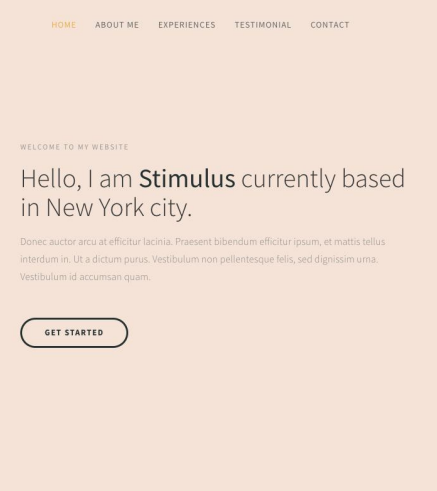 HOME ABOUT ME EXPERIENCES TESTIMONIAL CONTACT
WELCOME TO MY WEBSITE
Hello, I am Stimulus currently based
in New York city.
Donec auctor arcu at efficitur lacinia. Praesent bibendum efficitur ipsum, et mattis tellus
interdum in. Ut a dictum purus. Vestibulum non pellentesque felis, sed dignissim urna.
Vestibulum id accumsan quam.
GET STARTED